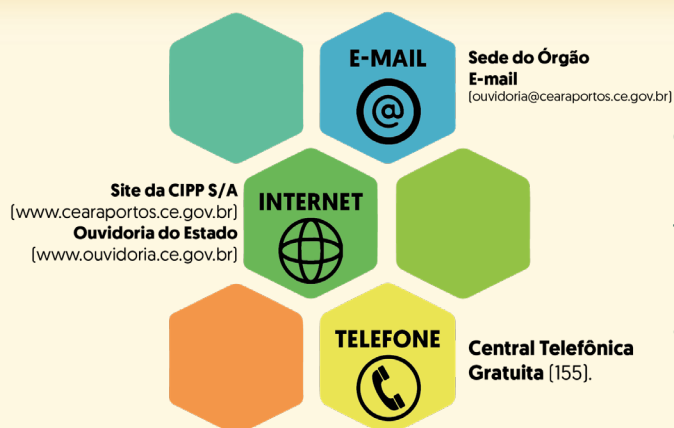 E-MAIL
@
Sede do Órgão
E-mail
(ouvidoria@cearaportos.ce.gov.br)
Site da CIPP S/A
(www.cearaportos.ce.gov.br)
Ouvidoria do Estado
(www.ouvidoria.ce.gov.br)
INTERNET
TELEFONE
Central Telefônica
Gratuita (155).